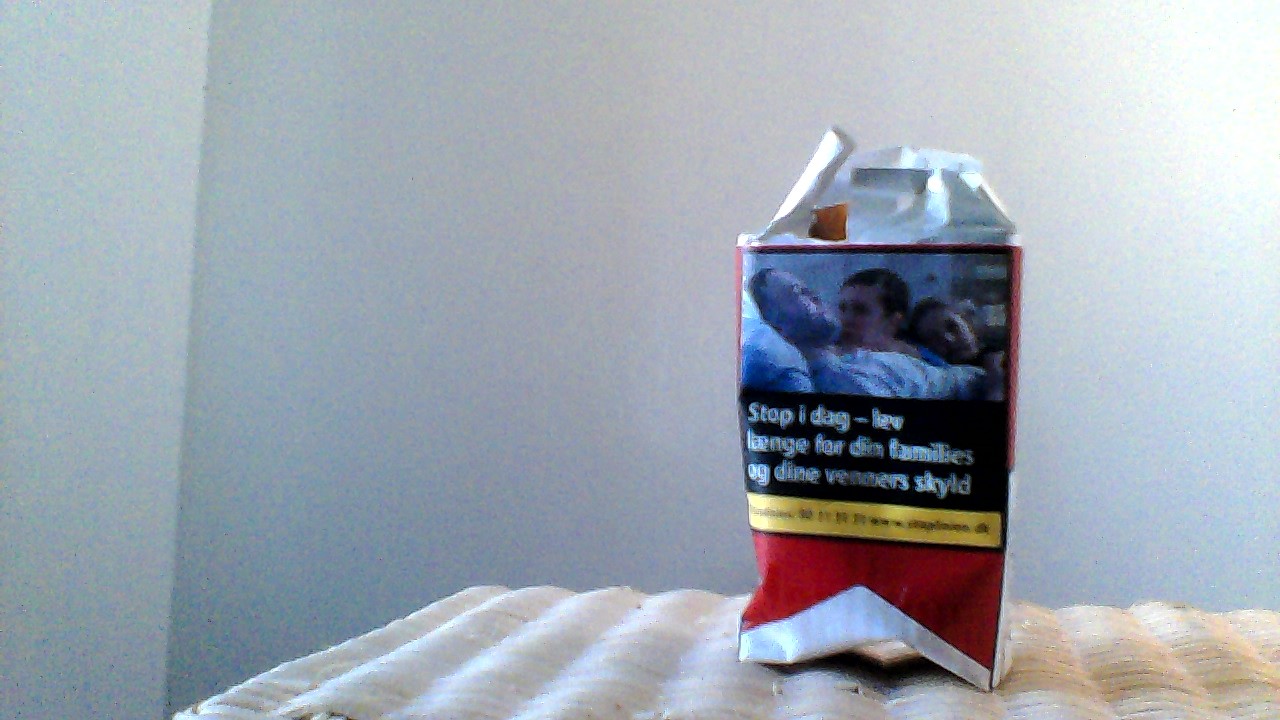 Stop i dag – lev
længe for din families
og dine venners skyld